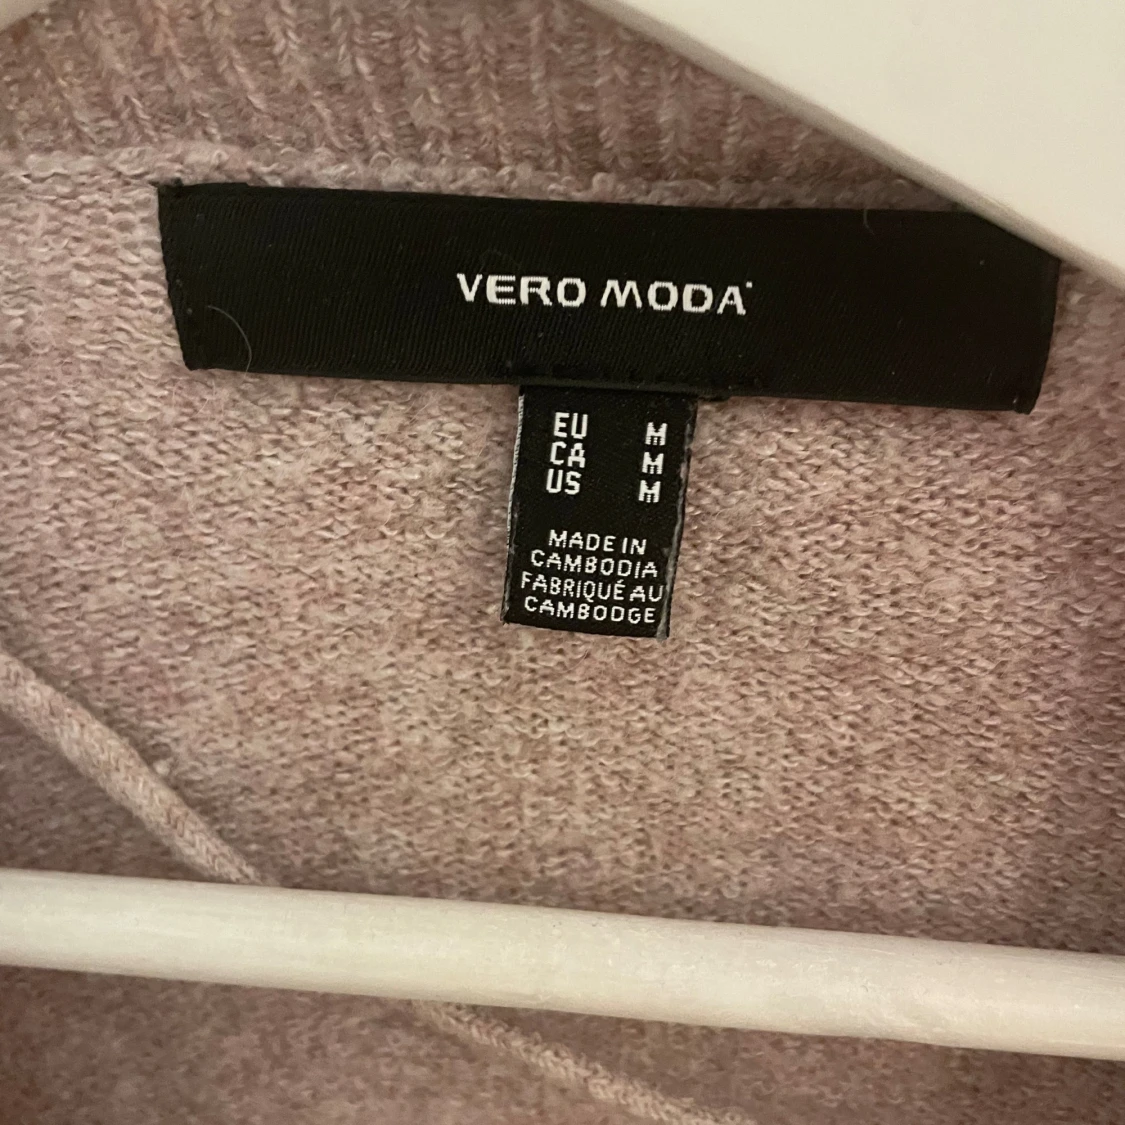 VERO MODA
EU M
CA M
US M
MADE IN
CAMBODIA
FABRIQUÉ AU
CAMBODGE